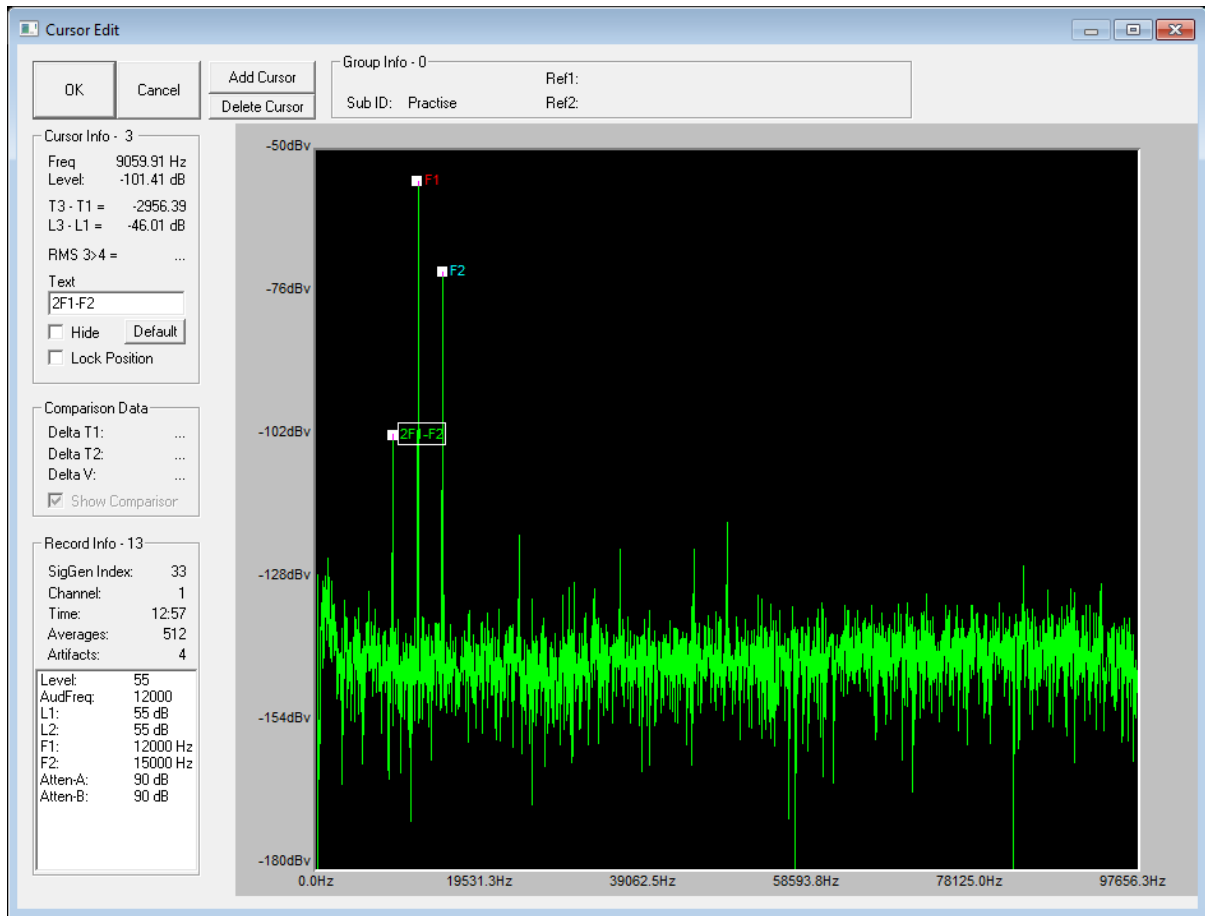 Cursor Edit
OK
Cancel
Add Cursor
Delete Cursor
Group Info - 0
Ref1:
Sub ID: Practise
Ref2:
Cursor Info - 3
Freq 9059.91 Hz
Level: -101.41 dB
T3 - T1 = -2956.39
L3 - L1 = -46.01 dB
RMS 3>4 = ...
Text
2F1-F2
Hide
Default
Lock Position
Comparison Data
Delta T1: ...
Delta T2: ...
Delta V: ...
Show Comparisor
Record Info - 13
SigGen Index: 33
Channel: 1
Time: 12:57
Averages: 512
Artifacts: 4
Level: 55
AudFreq: 12000
L1: 55 dB
L2: 55 dB
F1: 12000 Hz
F2: 15000 Hz
Atten-A: 90 dB
Atten-B: 90 dB
-50dBv
F1
F2
-76dBv
-102dBv
2F1-F2
-128dBv
-154dBv
-180dBv
0.0Hz
19531.3Hz
39062.5Hz
58593.8Hz
78125.0Hz
97656.3Hz